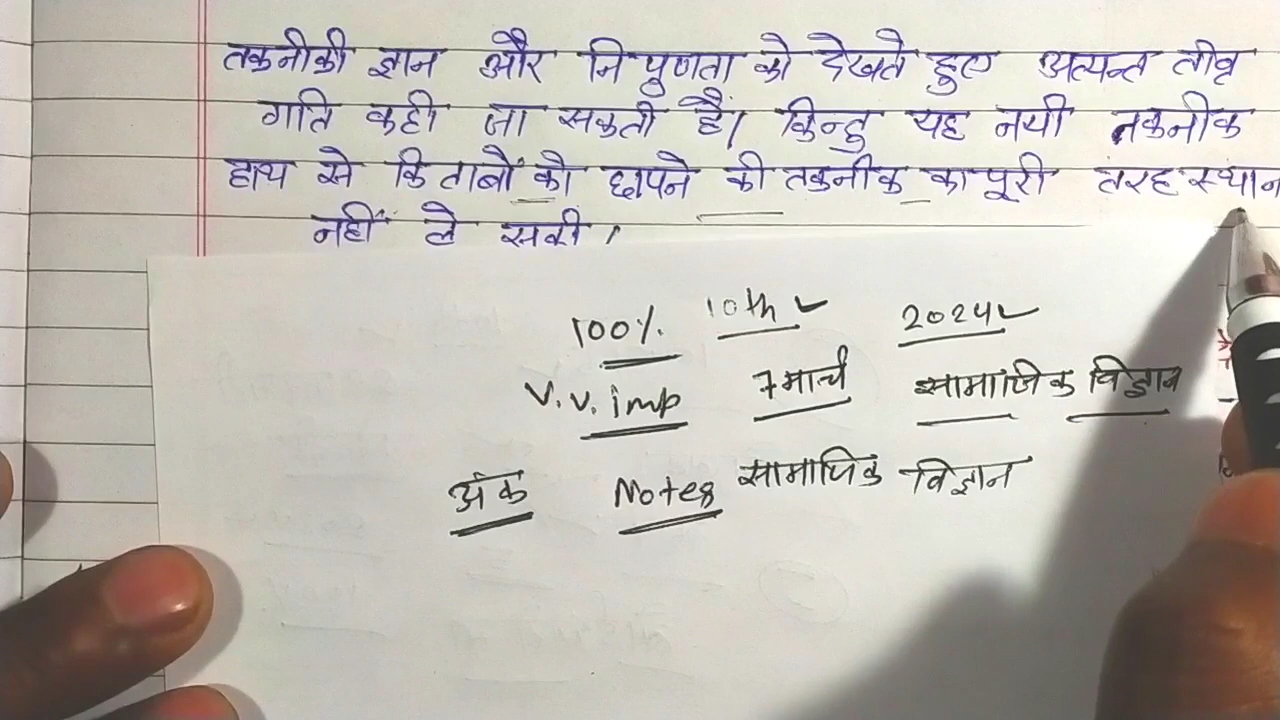 तकनीकी ज्ञान और निपुणता को देखते हुए अत्यन्त तीव्र
गति कही जा सकती है। किन्तु यह नयी तकनीक
हाथ से किताबों को छापने की तकनीक का पूरी तरह स्थान
नहीं ले सकी।
100% 10th 2024
V.V. imp 7 मार्च सामाजिक विज्ञान
अंक Notes सामाजिक विज्ञान